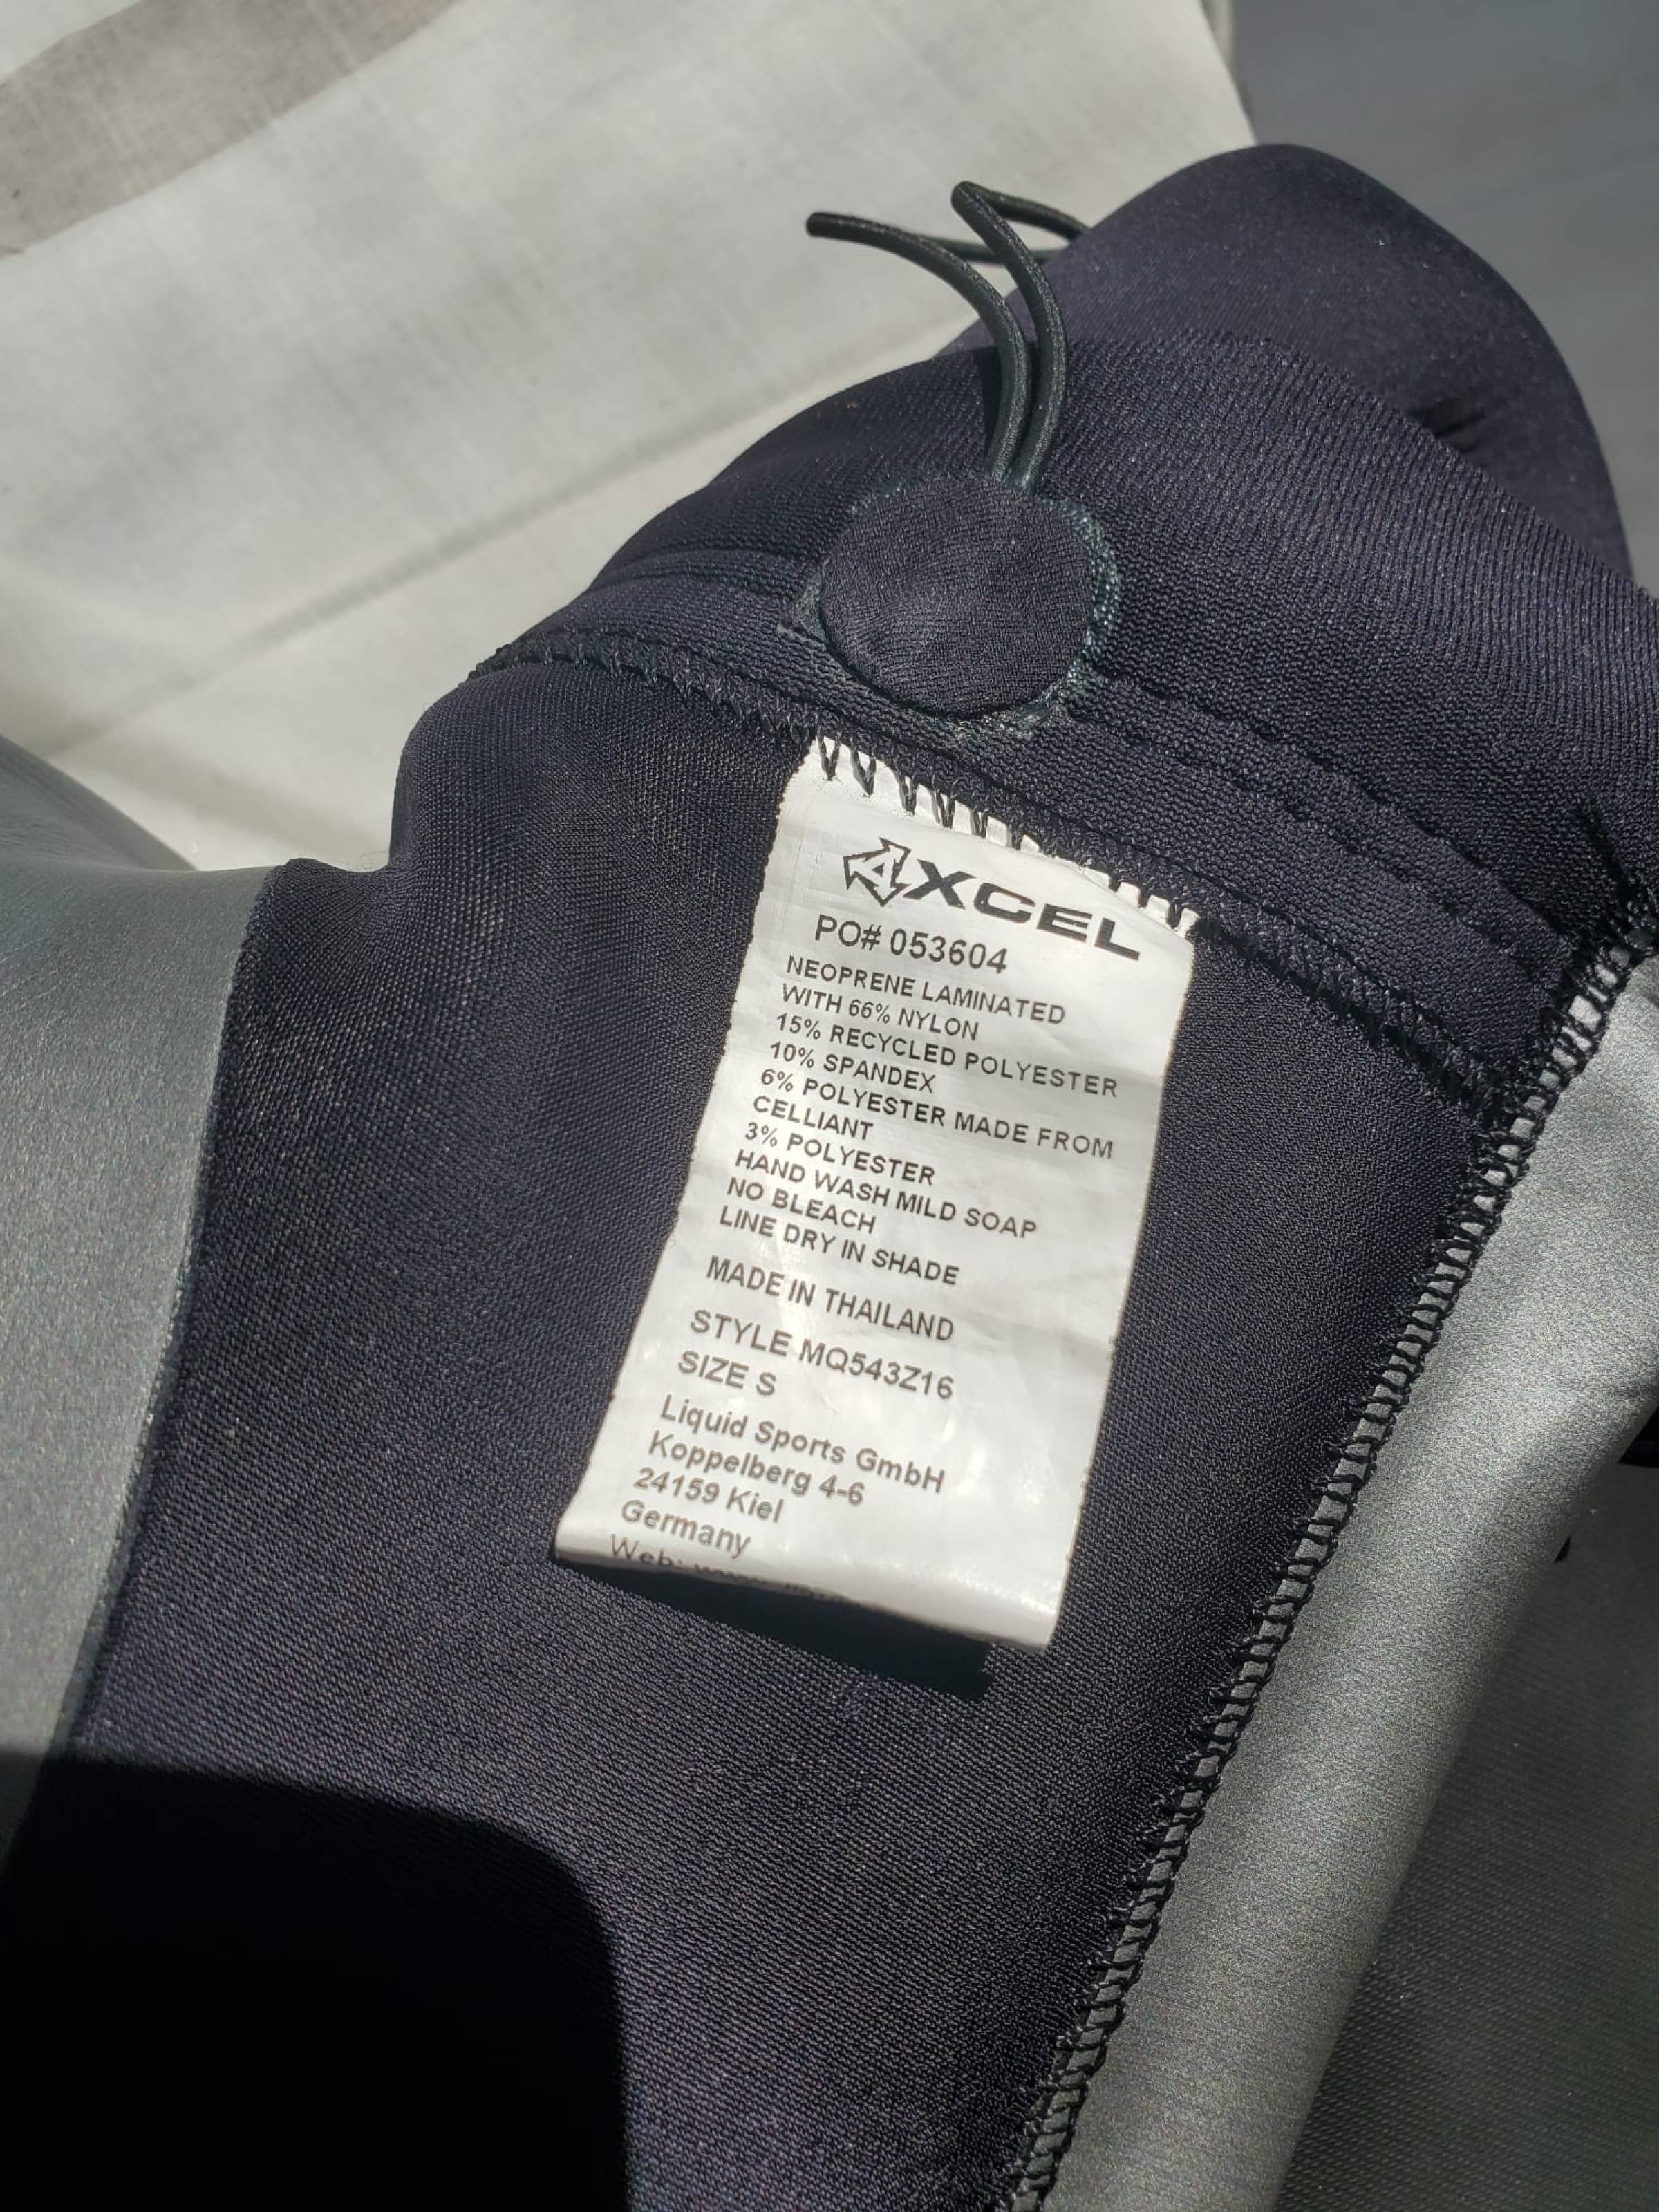 XCEL
PO# 053604
NEOPRENE LAMINATED
WITH 66% NYLON
15% RECYCLED POLYESTER
10% SPANDEX
6% POLYESTER MADE FROM
CELLIANT
3% POLYESTER
HAND WASH MILD SOAP
NO BLEACH
LINE DRY IN SHADE
MADE IN THAILAND
STYLE MQ543Z16
SIZE S
Liquid Sports GmbH
Koppelberg 4-6
24159 Kiel
Germany
Web: